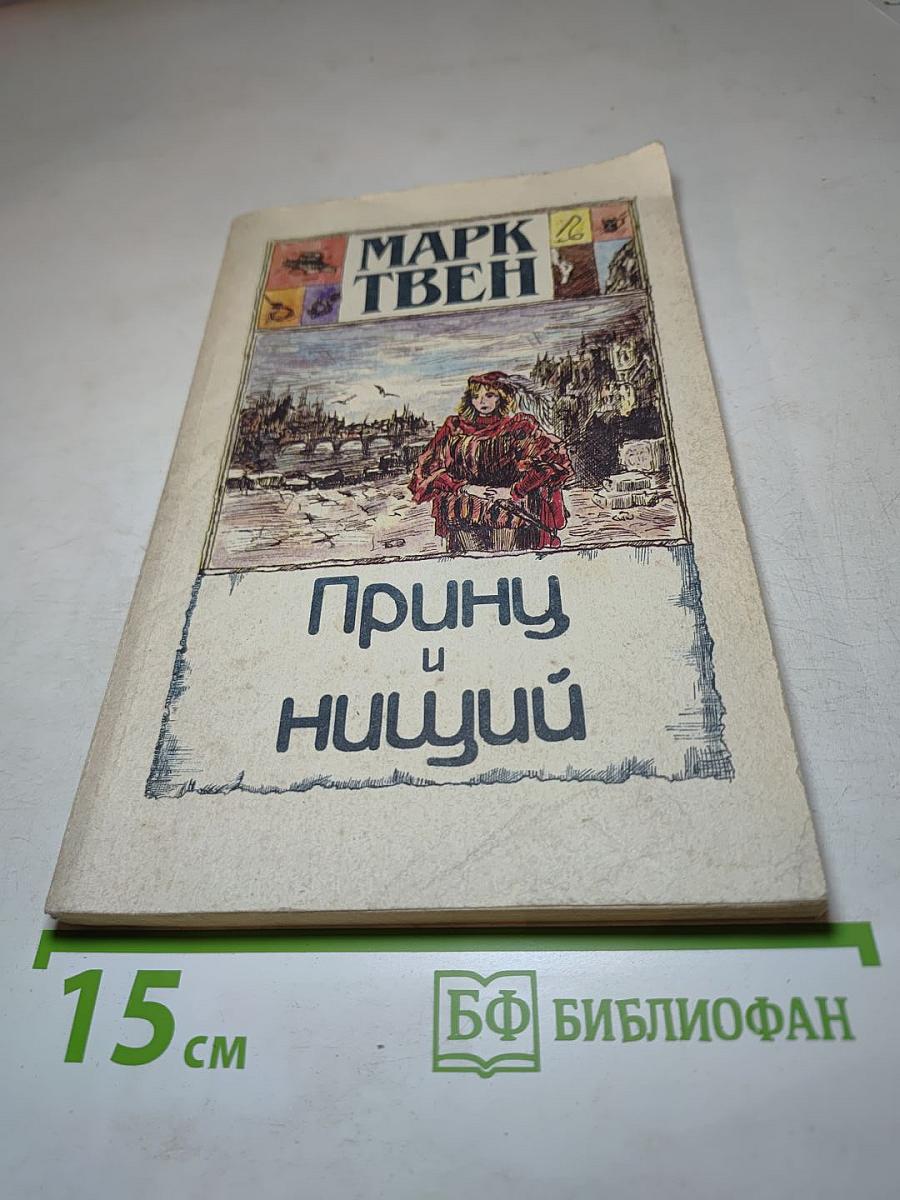 МАРК
ТВЕН
Принц
и
нищий
15 см
БФ БИБЛИОФАН